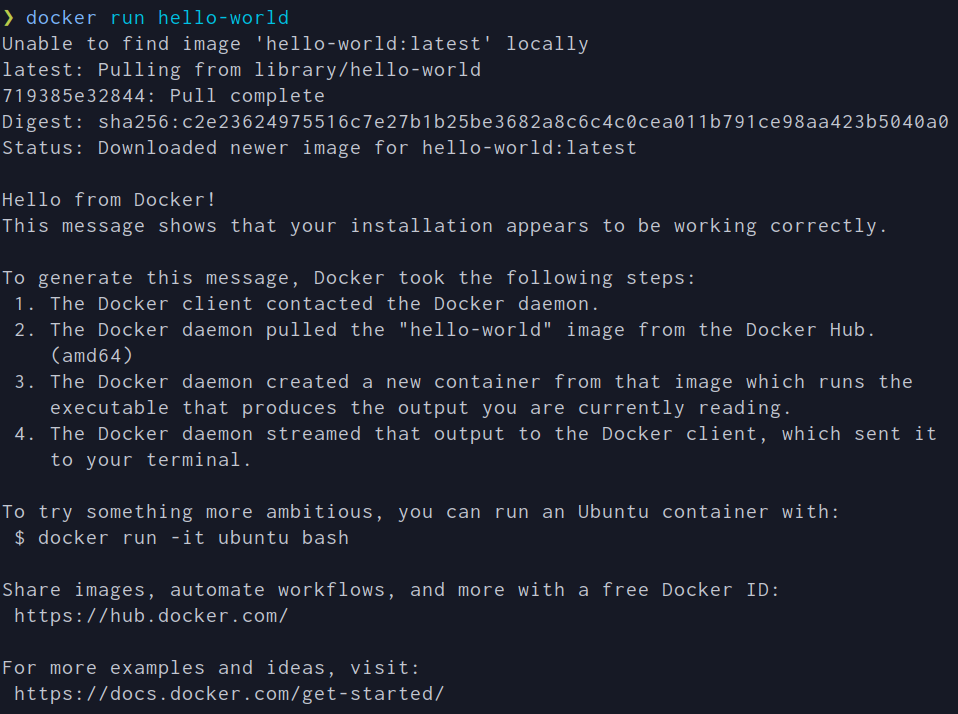 ❯ docker run hello-world
Unable to find image 'hello-world:latest' locally
latest: Pulling from library/hello-world
719385e32844: Pull complete
Digest: sha256:c2e23624975516c7e27b1b25be3682a8c6c4c0cea011b791ce98aa423b5040a0
Status: Downloaded newer image for hello-world:latest

Hello from Docker!
This message shows that your installation appears to be working correctly.

To generate this message, Docker took the following steps:
 1. The Docker client contacted the Docker daemon.
 2. The Docker daemon pulled the "hello-world" image from the Docker Hub.
    (amd64)
 3. The Docker daemon created a new container from that image which runs the
    executable that produces the output you are currently reading.
 4. The Docker daemon streamed that output to the Docker client, which sent it
    to your terminal.

To try something more ambitious, you can run an Ubuntu container with:
 $ docker run -it ubuntu bash

Share images, automate workflows, and more with a free Docker ID:
 https://hub.docker.com/

For more examples and ideas, visit:
 https://docs.docker.com/get-started/